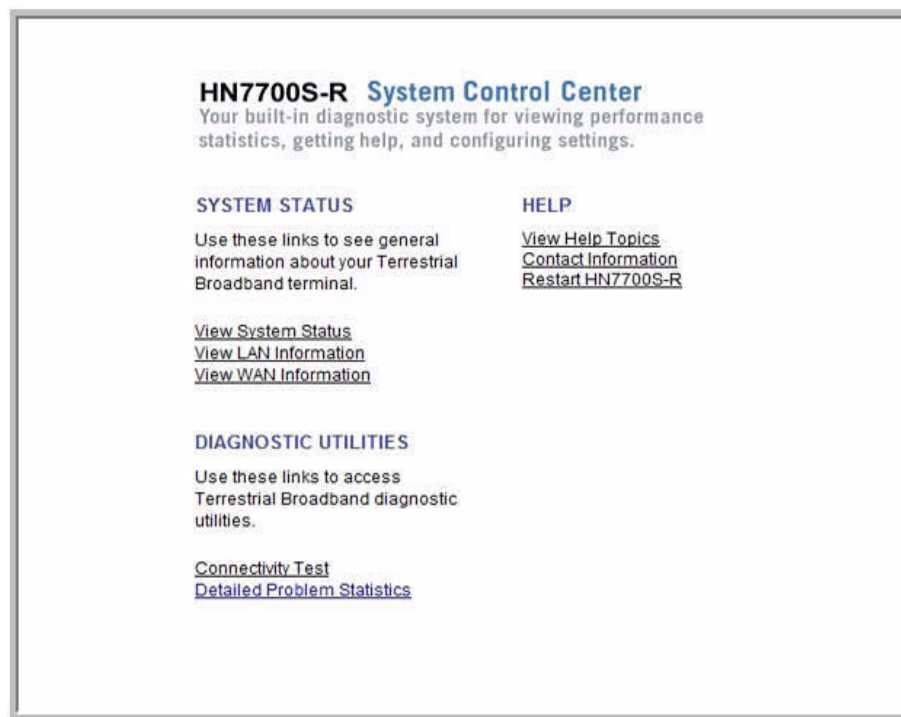 HN7700S-R System Control Center
Your built-in diagnostic system for viewing performance
statistics, getting help, and configuring settings.
SYSTEM STATUS
Use these links to see general
information about your Terrestrial
Broadband terminal.
View System Status
View LAN Information
View WAN Information
DIAGNOSTIC UTILITIES
Use these links to access
Terrestrial Broadband diagnostic
utilities.
Connectivity Test
Detailed Problem Statistics
HELP
View Help Topics
Contact Information
Restart HN7700S-R